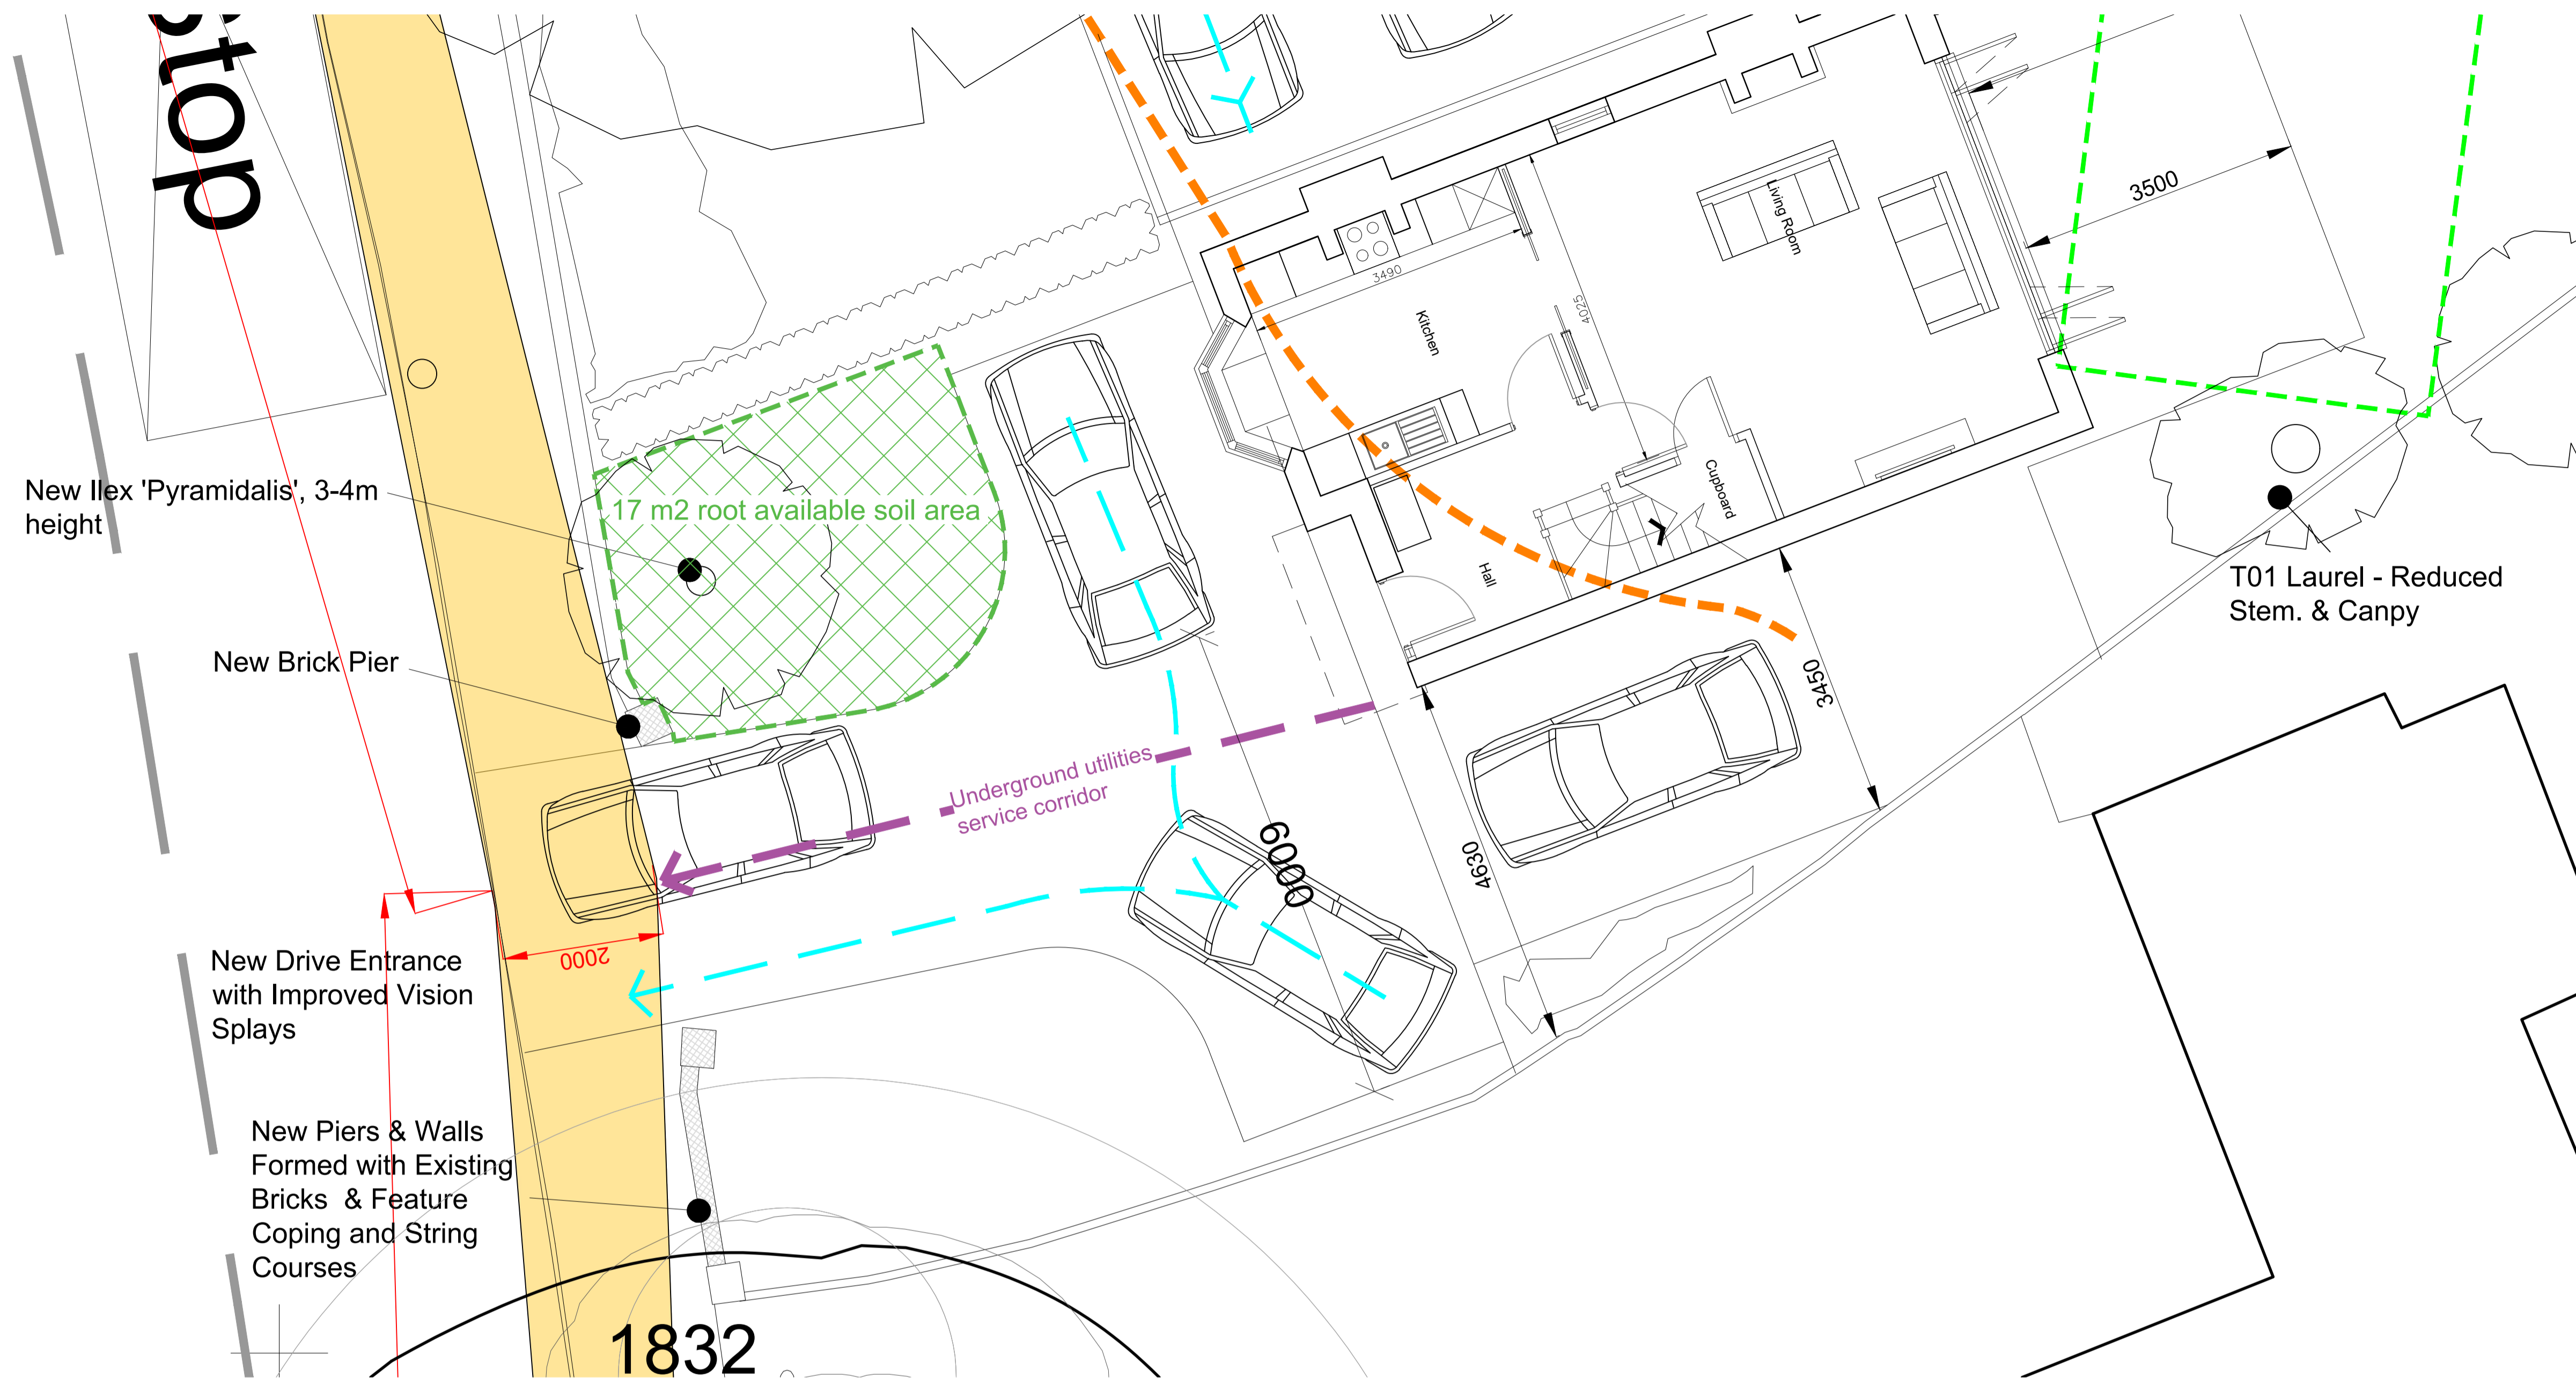 stop
3500
Living Room
3490
4025
Kitchen
New Ilex 'Pyramidalis', 3-4m
height
17 m2 root available soil area
Cupboard
Hall
T01 Laurel - Reduced
Stem. & Canpy
New Brick Pier
3450
Underground utilities
service corridor
6000
4630
2000
New Drive Entrance
with Improved Vision
Splays
New Piers & Walls
Formed with Existing
Bricks & Feature
Coping and String
Courses
1832